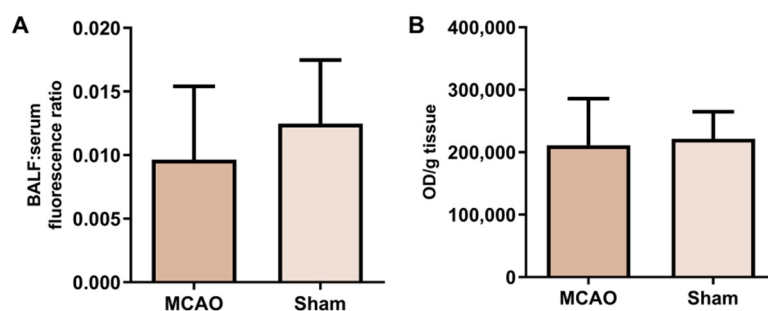 A
BALF:serum
fluorescence ratio
0.020
0.015
0.010
0.005
0.000
MCAO Sham
B
OD/g tissue
400,000
300,000
200,000
100,000
0
MCAO Sham